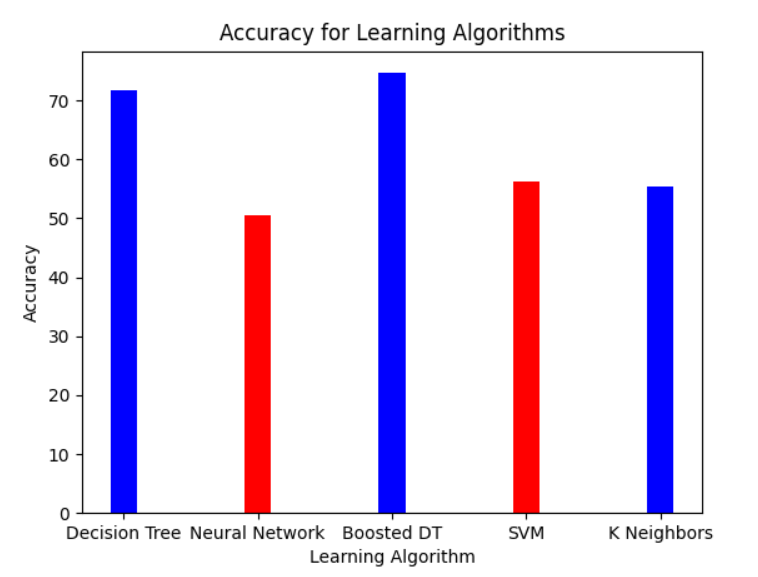 Accuracy for Learning Algorithms
Accuracy
70
60
50
40
30
20
10
0
Decision Tree Neural Network Boosted DT SVM K Neighbors
Learning Algorithm